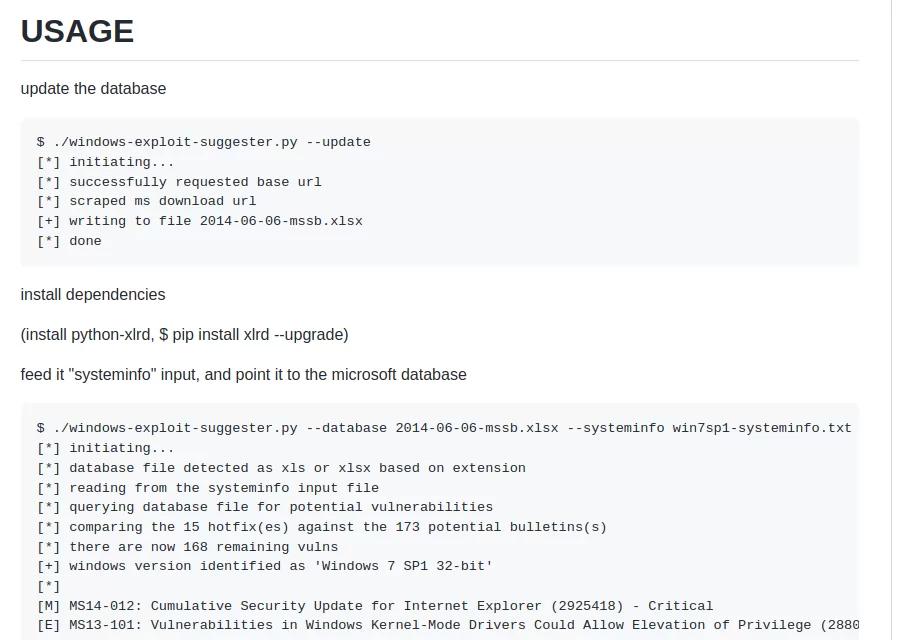 USAGE
update the database
$ ./windows-exploit-suggester.py --update
[*] initiating...
[*] successfully requested base url
[*] scraped ms download url
[+] writing to file 2014-06-06-mssb.xlsx
[*] done
install dependencies
(install python-xlrd, $ pip install xlrd --upgrade)
feed it "systeminfo" input, and point it to the microsoft database
$ ./windows-exploit-suggester.py --database 2014-06-06-mssb.xlsx --systeminfo win7sp1-systeminfo.txt
[*] initiating...
[*] database file detected as xls or xlsx based on extension
[*] reading from the systeminfo input file
[*] querying database file for potential vulnerabilities
[*] comparing the 15 hotfix(es) against the 173 potential bulletins(s)
[*] there are now 168 remaining vulns
[+] windows version identified as 'Windows 7 SP1 32-bit'
[*]
[M] MS14-012: Cumulative Security Update for Internet Explorer (2925418) - Critical
[E] MS13-101: Vulnerabilities in Windows Kernel-Mode Drivers Could Allow Elevation of Privilege (2880